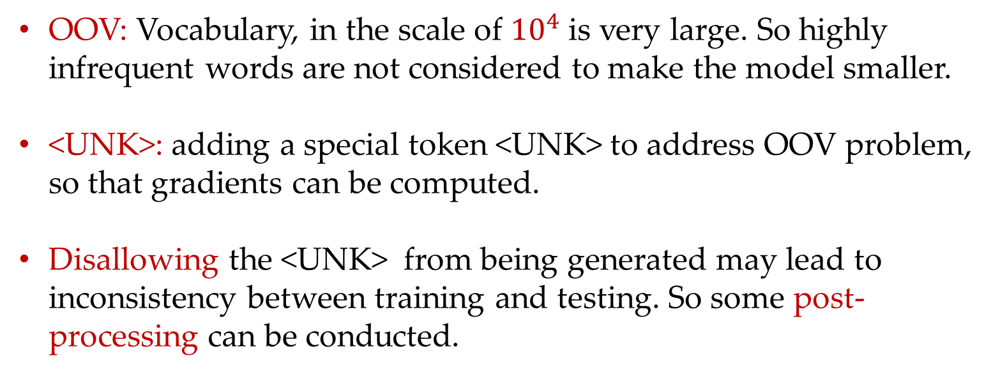 • OOV: Vocabulary, in the scale of 10⁴ is very large. So highly
infrequent words are not considered to make the model smaller.
• <UNK>: adding a special token <UNK> to address OOV problem,
so that gradients can be computed.
• Disallowing the <UNK> from being generated may lead to
inconsistency between training and testing. So some post-
processing can be conducted.